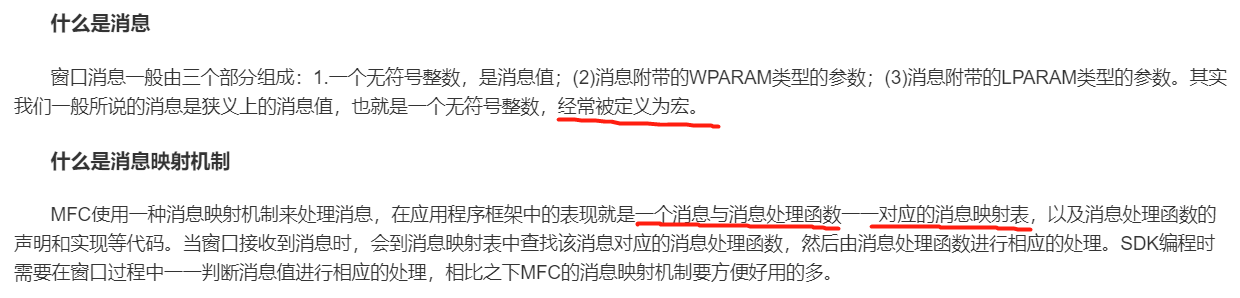 什么是消息
窗口消息一般由三个部分组成：1.一个无符号整数，是消息值；(2)消息附带的WPARAM类型的参数；(3)消息附带的LPARAM类型的参数。其实
我们一般所说的消息是狭义上的消息值，也就是一个无符号整数，经常被定义为宏。
什么是消息映射机制
MFC使用一种消息映射机制来处理消息，在应用程序框架中的表现就是一个消息与消息处理函数一一对应的消息映射表，以及消息处理函数的
声明和实现等代码。当窗口接收到消息时，会到消息映射表中查找该消息对应的消息处理函数，然后由消息处理函数进行相应的处理。SDK编程时
需要在窗口过程中一一判断消息值进行相应的处理，相比之下MFC的消息映射机制要方便好用的多。